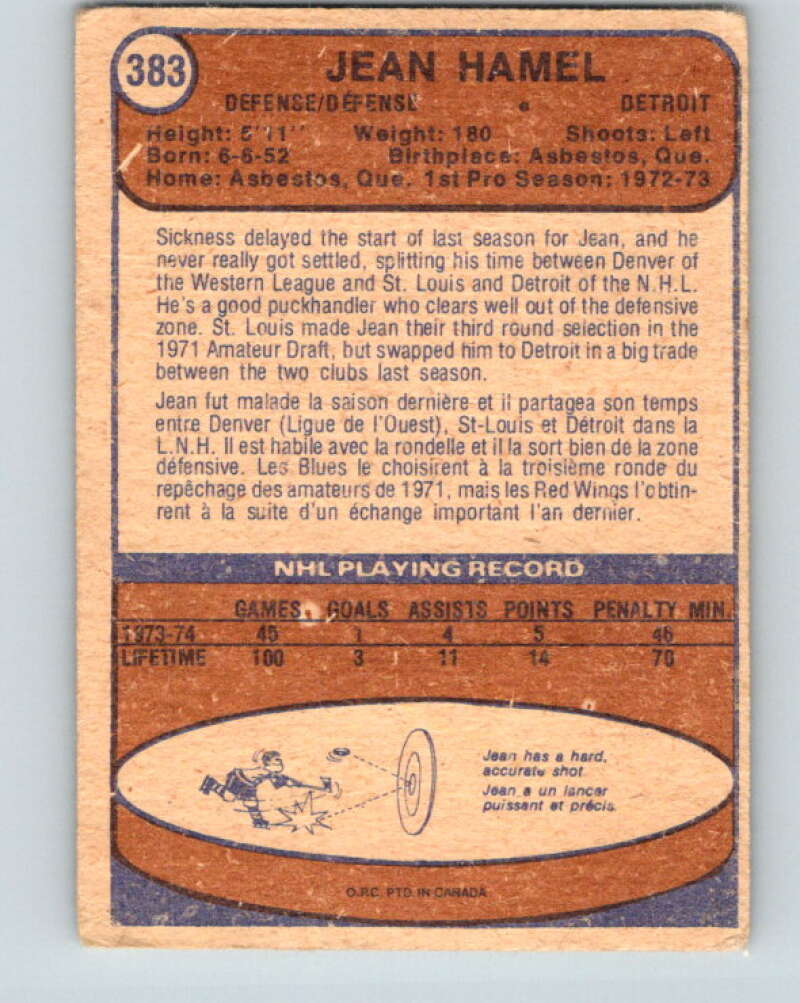 383
JEAN HAMEL
DEFENSE/DÉFENSE • DETROIT
Height: 5'11'' Weight: 180 Shoots: Left
Born: 6-6-52 Birthplace: Asbestos, Que.
Home: Asbestos, Que. 1st Pro Season: 1972-73
Sickness delayed the start of last season for Jean, and he
never really got settled, splitting his time between Denver of
the Western League and St. Louis and Detroit of the N.H.L.
He's a good puckhandler who clears well out of the defensive
zone. St. Louis made Jean their third round selection in the
1971 Amateur Draft, but swapped him to Detroit in a big trade
between the two clubs last season.
Jean fut malade la saison dernière et il partagea son temps
entre Denver (Ligue de l'Ouest), St-Louis et Détroit dans la
L.N.H. Il est habile avec la rondelle et il la sort bien de la zone
défensive. Les Blues le choisirent à la troisième ronde du
repêchage des amateurs de 1971, mais les Red Wings l'obtin-
rent à la suite d'un échange important l'an dernier.
NHL PLAYING RECORD
GAMES GOALS ASSISTS POINTS PENALTY MIN.
1973-74 45 1 4 5 46
LIFETIME 100 3 11 14 70
Jean has a hard,
accurate shot.
Jean a un lancer
puissant et précis.
O.P.C. PTD. IN CANADA